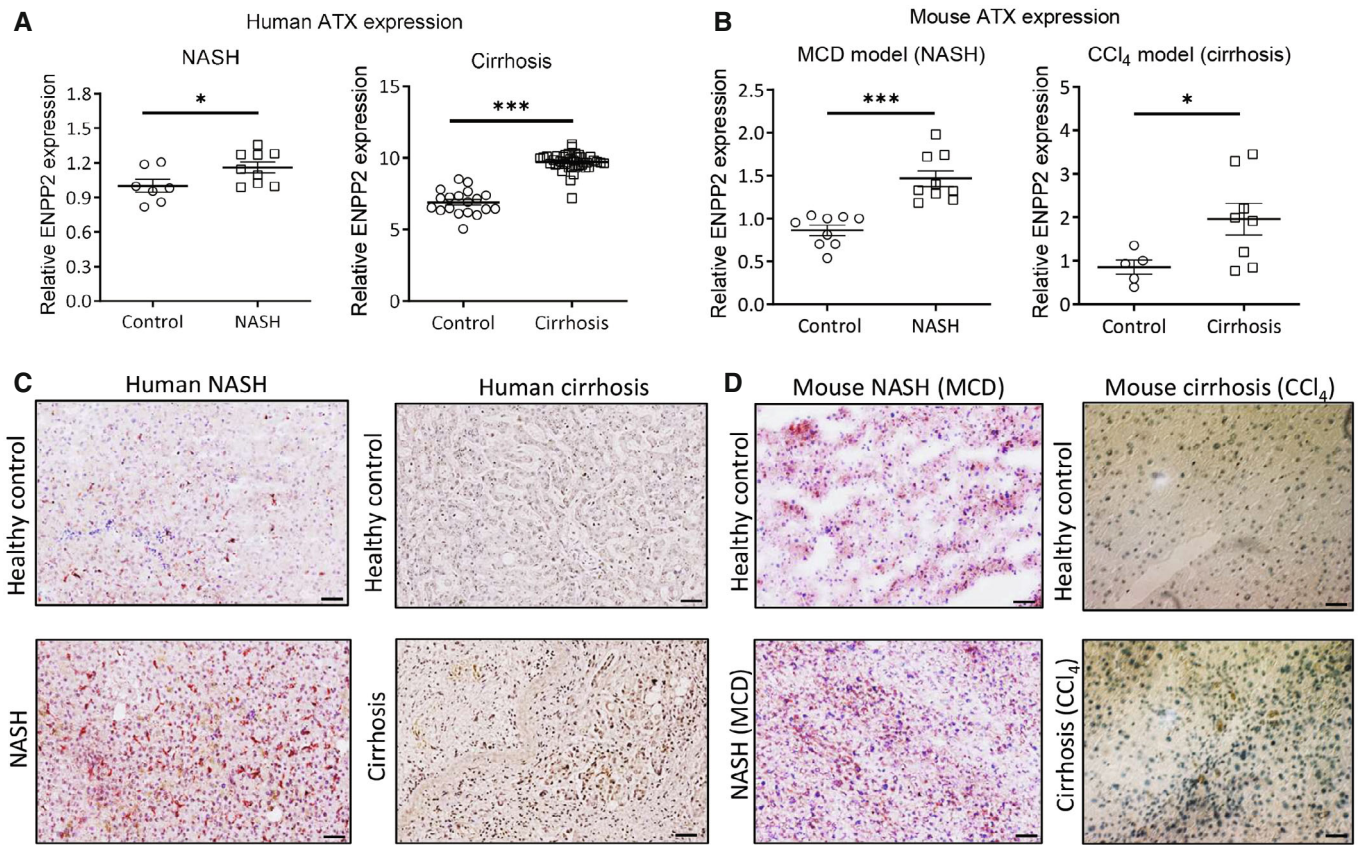 A
Human ATX expression
NASH
Relative ENPP2 expression
1.8
1.5
1.2
0.9
0.6
0.3
0.0
*
Control
NASH
Cirrhosis
Relative ENPP2 expression
15
10
5
0
***
Control
Cirrhosis
B
Mouse ATX expression
MCD model (NASH)
Relative ENPP2 expression
2.5
2.0
1.5
1.0
0.5
0.0
***
Control
NASH
CCl4 model (cirrhosis)
Relative ENPP2 expression
5
4
3
2
1
0
*
Control
Cirrhosis
C
Human NASH
Human cirrhosis
Healthy control
Healthy control
NASH
Cirrhosis
D
Mouse NASH (MCD)
Mouse cirrhosis (CCl4)
Healthy control
Healthy control
NASH (MCD)
Cirrhosis (CCl4)